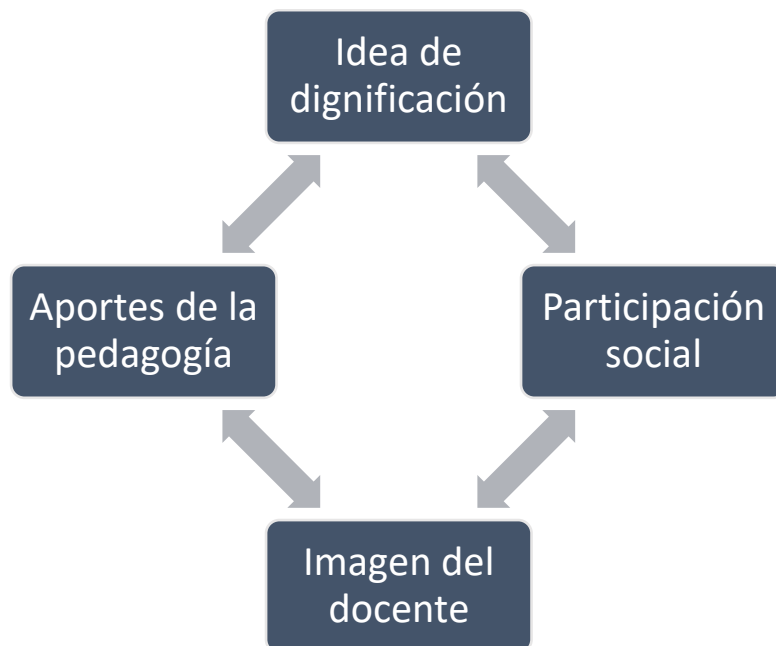 Idea de
dignificación
Aportes de la
pedagogía
Participación
social
Imagen del
docente